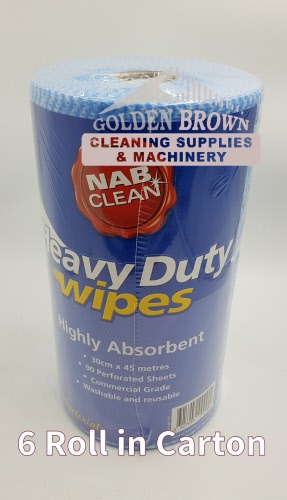 GOLDEN BROWN
CLEANING SUPPLIES
& MACHINERY
NAB
CLEAN
Heavy Duty
wipes
Highly Absorbent
• 30cm x 45 metres
• 90 Perforated Sheets
• Commercial Grade
• Washable and reusable
6 Roll in Carton